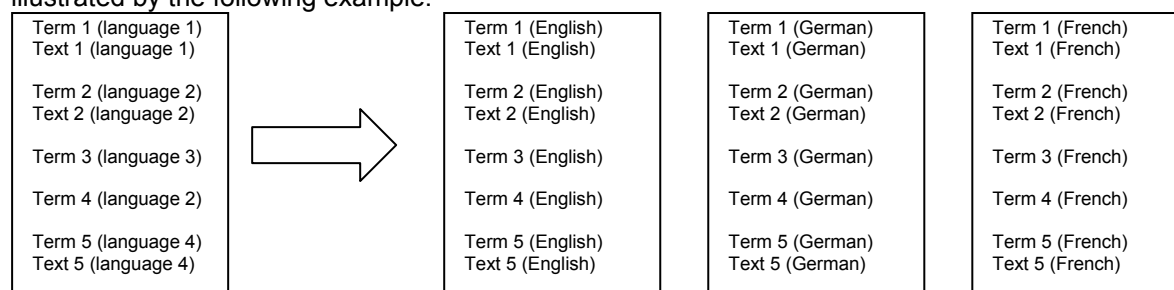 illustrated by the following example:
Term 1 (language 1)
Text 1 (language 1)
Term 2 (language 2)
Text 2 (language 2)
Term 3 (language 3)
Term 4 (language 2)
Term 5 (language 4)
Text 5 (language 4)
Term 1 (English)
Text 1 (English)
Term 2 (English)
Text 2 (English)
Term 3 (English)
Term 4 (English)
Term 5 (English)
Text 5 (English)
Term 1 (German)
Text 1 (German)
Term 2 (German)
Text 2 (German)
Term 3 (German)
Term 4 (German)
Term 5 (German)
Text 5 (German)
Term 1 (French)
Text 1 (French)
Term 2 (French)
Text 2 (French)
Term 3 (French)
Term 4 (French)
Term 5 (French)
Text 5 (French)